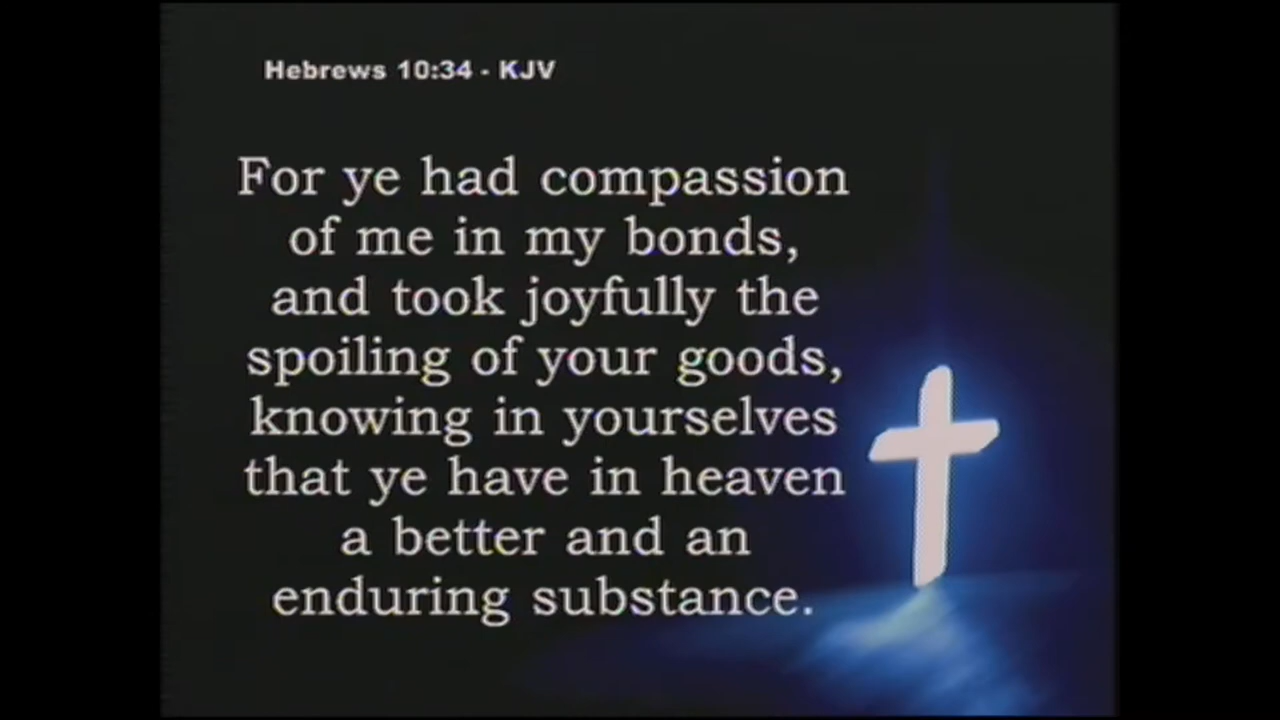 Hebrews 10:34 - KJV
For ye had compassion
of me in my bonds,
and took joyfully the
spoiling of your goods,
knowing in yourselves
that ye have in heaven
a better and an
enduring substance.